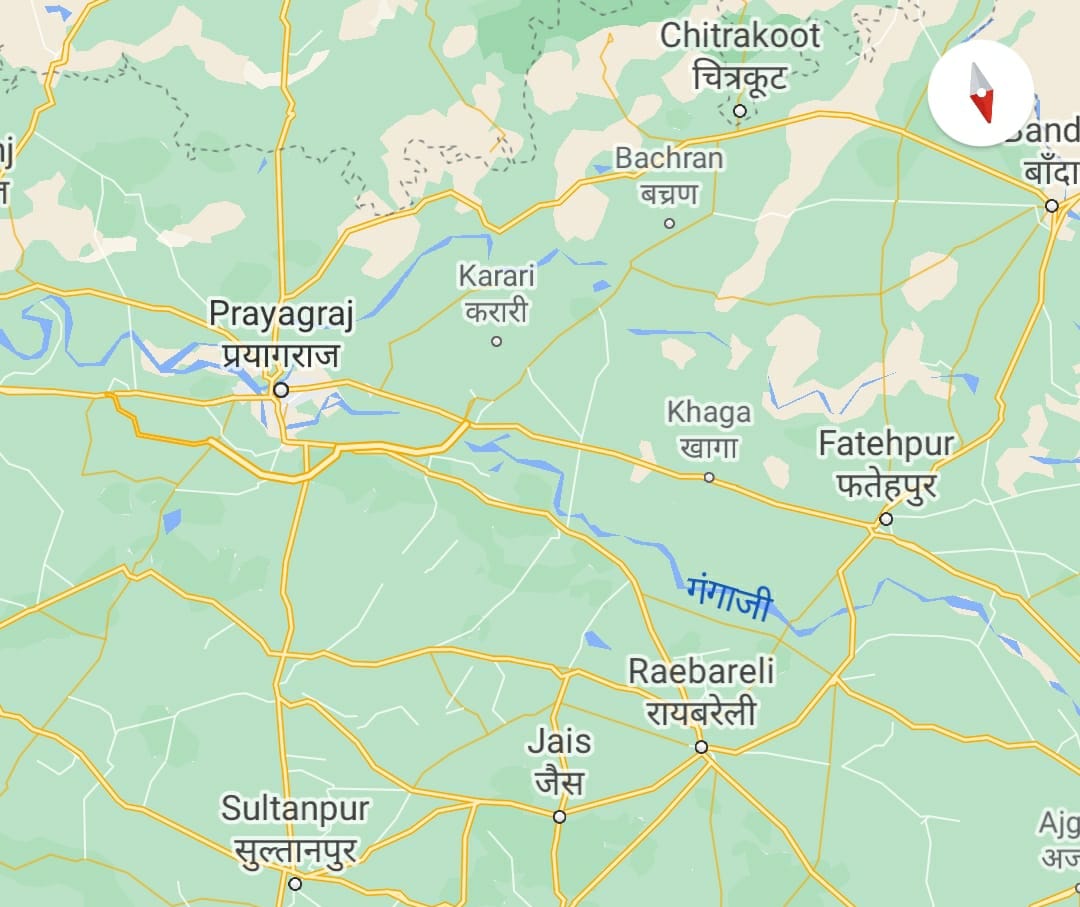 Chitrakoot
चित्रकूट
Bachran
बच्रण
बाँदा
Karari
करारी
Prayagraj
प्रयागराज
Khaga
खागा
Fatehpur
फतेहपुर
गंगाजी
Raebareli
रायबरेली
Jais
जैस
Sultanpur
सुल्तानपुर